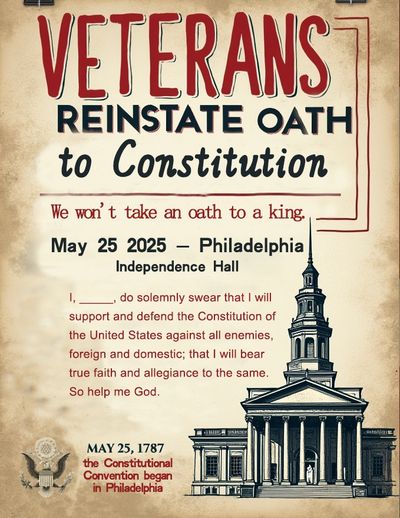 VETERANS
REINSTATE OATH
to Constitution
We won't take an oath to a king.
May 25 2025 – Philadelphia
Independence Hall
I, _____, do solemnly swear that I will
support and defend the Constitution of
the United States against all enemies,
foreign and domestic; that I will bear
true faith and allegiance to the same.
So help me God.
MAY 25, 1787
the Constitutional
Convention began
in Philadelphia